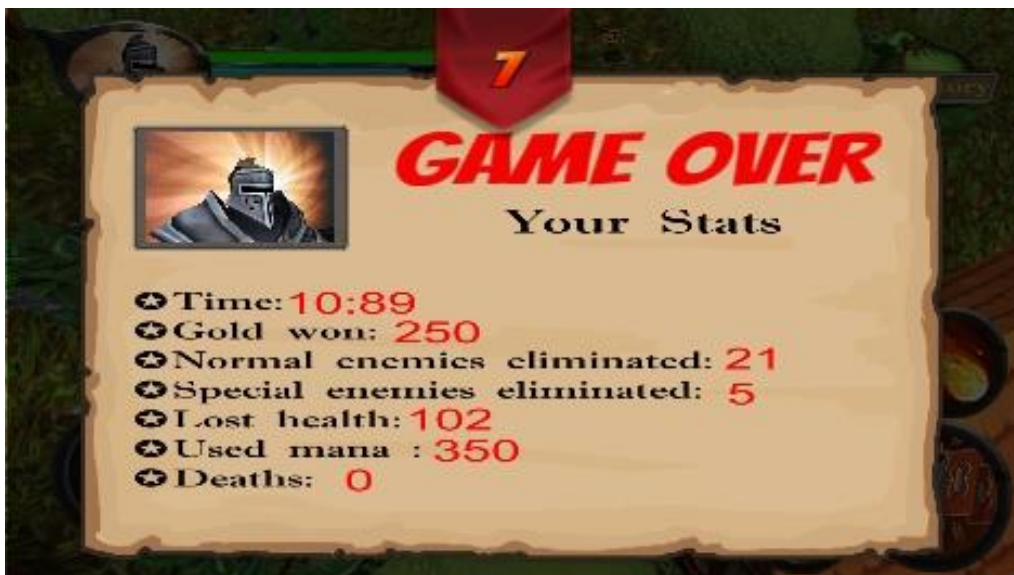 7
GAME OVER
Your Stats
Time: 10:89
Gold won: 250
Normal enemies eliminated: 21
Special enemies eliminated: 5
Lost health: 102
Used mana : 350
Deaths: 0